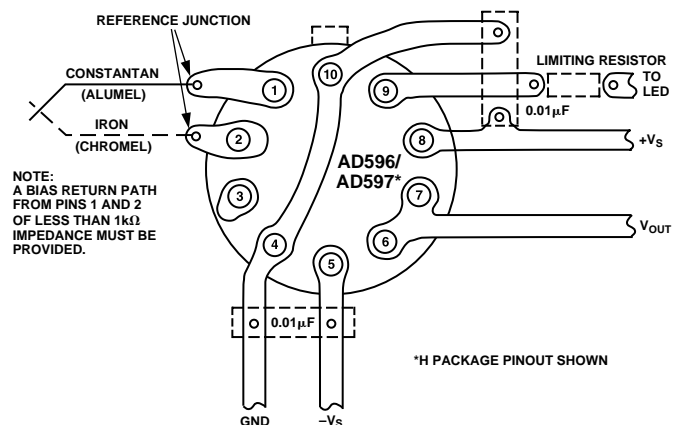 REFERENCE JUNCTION
CONSTANTAN
(ALUMEL)
IRON
(CHROMEL)
NOTE:
A BIAS RETURN PATH
FROM PINS 1 AND 2
OF LESS THAN 1kΩ
IMPEDANCE MUST BE
PROVIDED.
1
2
3
4
5
6
7
8
9
10
AD596/
AD597*
LIMITING RESISTOR
TO
LED
0.01μF
+VS
VOUT
0.01μF
GND
–VS
*H PACKAGE PINOUT SHOWN